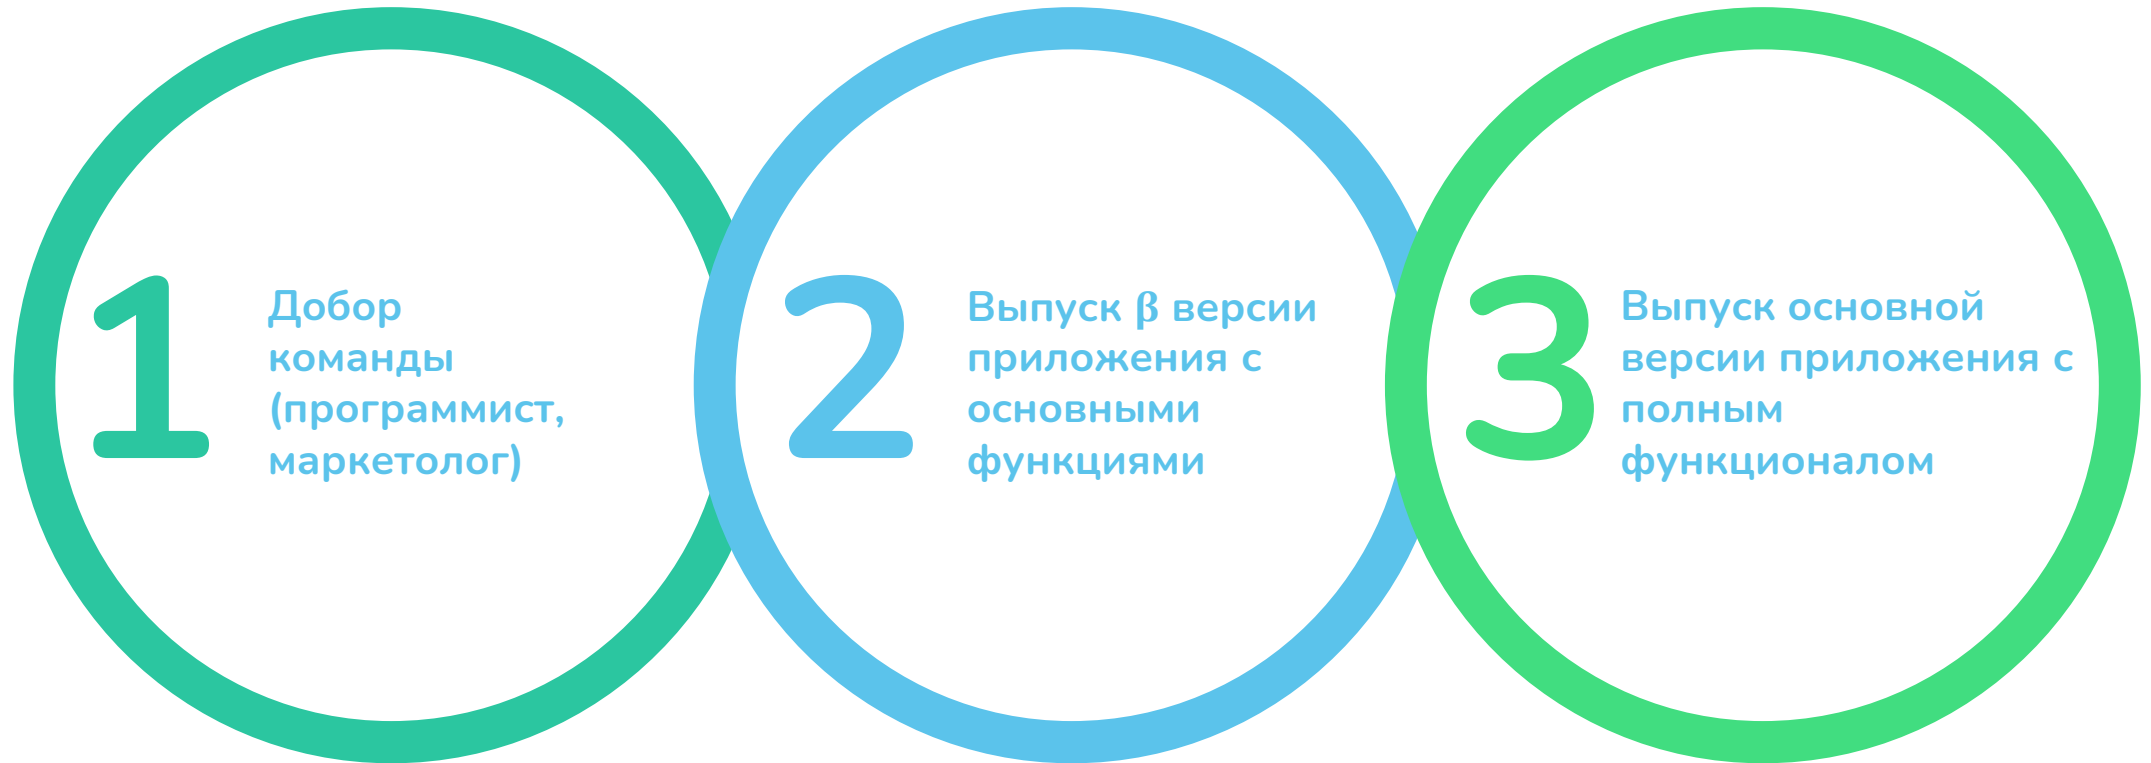 1
Добор
команды
(программист,
маркетолог)
2
Выпуск β версии
приложения с
основными
функциями
3
Выпуск основной
версии приложения с
полным
функционалом